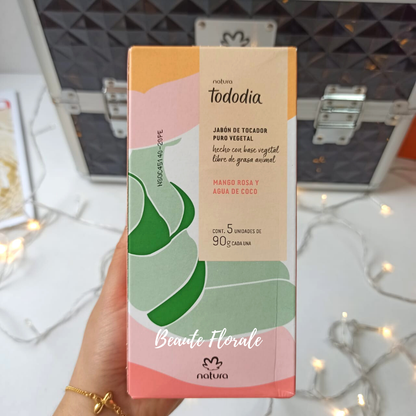 natura
Tododia
JABÓN DE TOCADOR
PURO VEGETAL
hecho con base vegetal
libre de grasa animal
MANGO ROSA Y
AGUA DE COCO
CONT. 5 UNIDADES DE
90g CADA UNA
Beaute Florale
natura